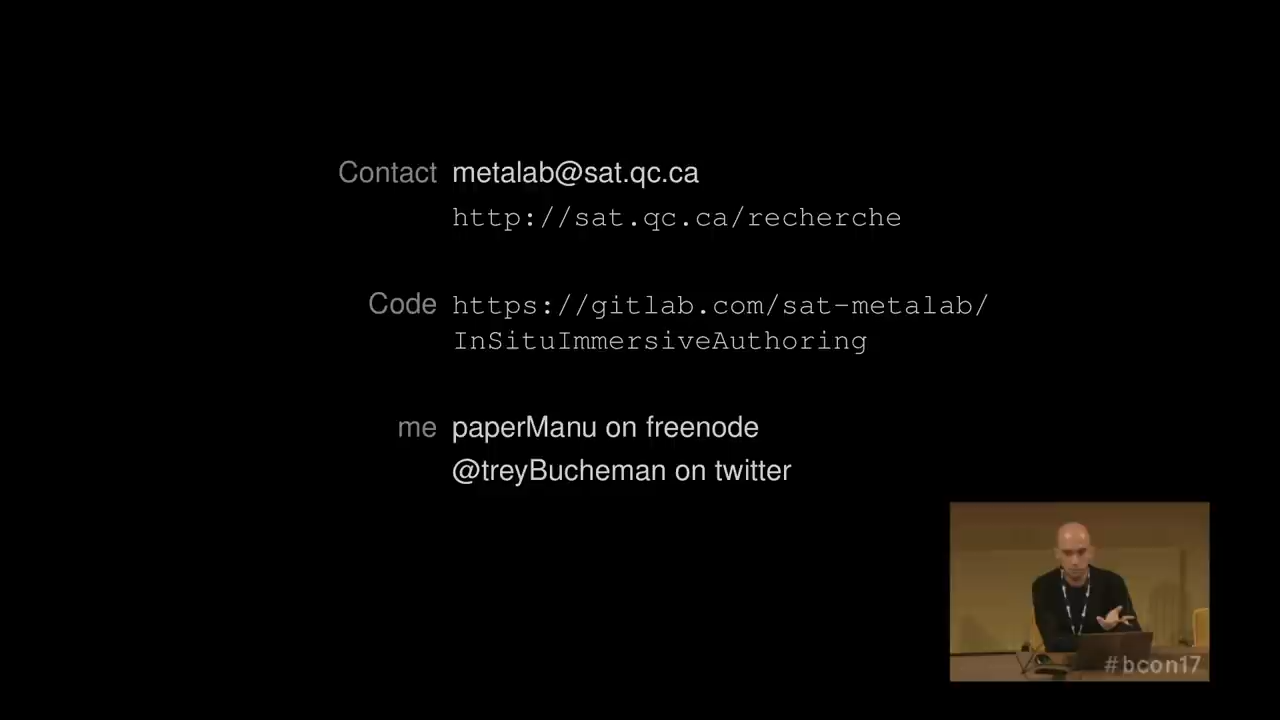 Contact metalab@sat.qc.ca
http://sat.qc.ca/recherche
Code https://gitlab.com/sat-metalab/
InSituImmersiveAuthoring
me paperManu on freenode
@treyBucheman on twitter
#bcon17